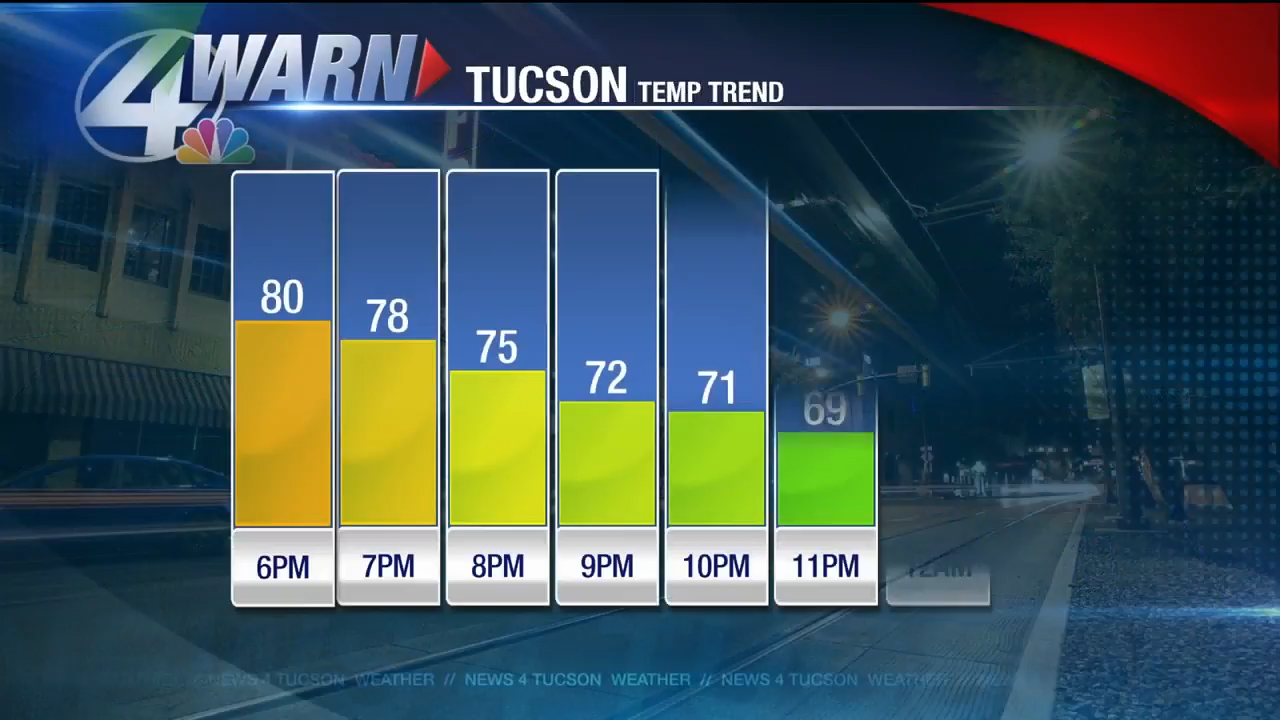 4WARN
TUCSON TEMP TREND
80
78
75
72
71
69
6PM
7PM
8PM
9PM
10PM
11PM
12AM
NEWS 4 TUCSON WEATHER // NEWS 4 TUCSON WEATHER // NEWS 4 TUCSON WEATHER